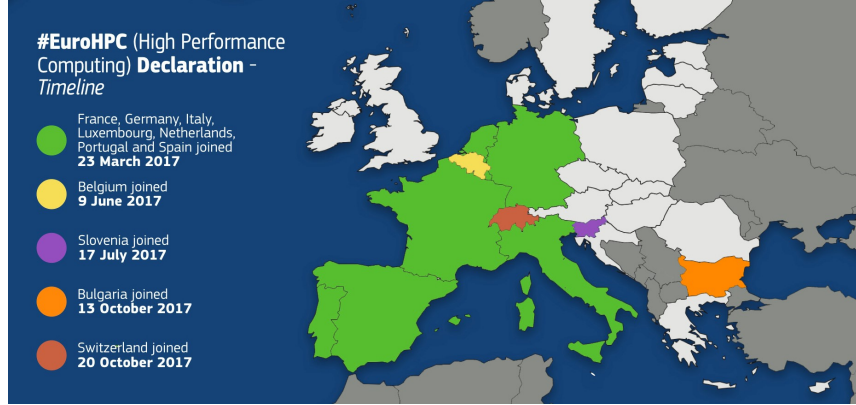 #EuroHPC (High Performance
Computing) Declaration -
Timeline
France, Germany, Italy,
Luxembourg, Netherlands,
Portugal and Spain joined
23 March 2017
Belgium joined
9 June 2017
Slovenia joined
17 July 2017
Bulgaria joined
13 October 2017
Switzerland joined
20 October 2017